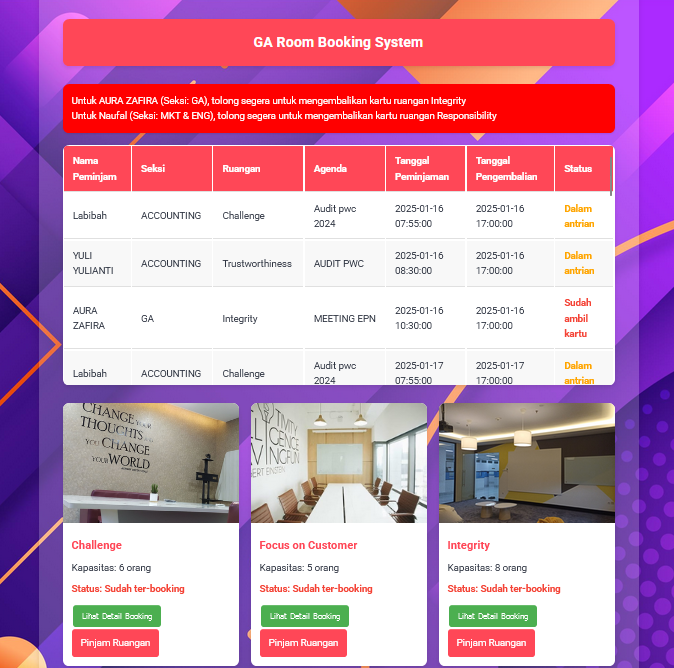 GA Room Booking System
Untuk AURA ZAFIRA (Seksi: GA), tolong segera untuk mengembalikan kartu ruangan Integrity
Untuk Naufal (Seksi: MKT & ENG), tolong segera untuk mengembalikan kartu ruangan Responsibility
Nama Peminjam Seksi Ruangan Agenda Tanggal Peminjaman Tanggal Pengembalian Status
Labibah ACCOUNTING Challenge Audit pwc 2024 2025-01-16 07:55:00 2025-01-16 17:00:00 Dalam antrian
YULI YULIANTI ACCOUNTING Trustworthiness AUDIT PWC 2025-01-16 08:30:00 2025-01-16 17:00:00 Dalam antrian
AURA ZAFIRA GA Integrity MEETING EPN 2025-01-16 10:30:00 2025-01-16 17:00:00 Sudah ambil kartu
Labibah ACCOUNTING Challenge Audit pwc 2024 2025-01-17 07:55:00 2025-01-17 17:00:00 Dalam antrian
CHANGE YOUR
THOUGHTS
YOU CHANGE
YOUR WORLD
TIVITY
LLIGENCE
VINGFUN
BERT EINSTEIN
Challenge
Kapasitas: 6 orang
Status: Sudah ter-booking
Lihat Detail Booking
Pinjam Ruangan
Focus on Customer
Kapasitas: 5 orang
Status: Sudah ter-booking
Lihat Detail Booking
Pinjam Ruangan
Integrity
Kapasitas: 8 orang
Status: Sudah ter-booking
Lihat Detail Booking
Pinjam Ruangan